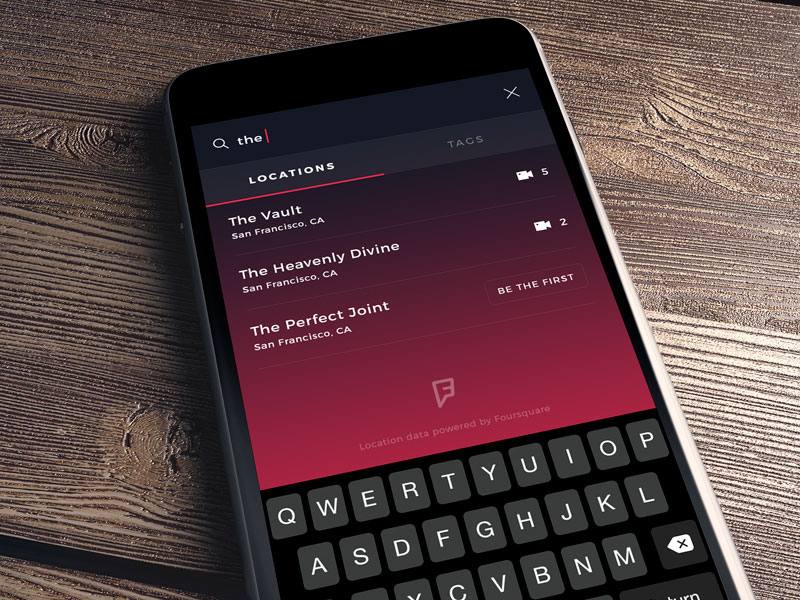 the
LOCATIONS
TAGS
The Vault
San Francisco, CA
5
The Heavenly Divine
San Francisco, CA
2
The Perfect Joint
San Francisco, CA
BE THE FIRST
Location data powered by Foursquare
Q W E R T Y U I O P
A S D F G H J K L
C V B N M